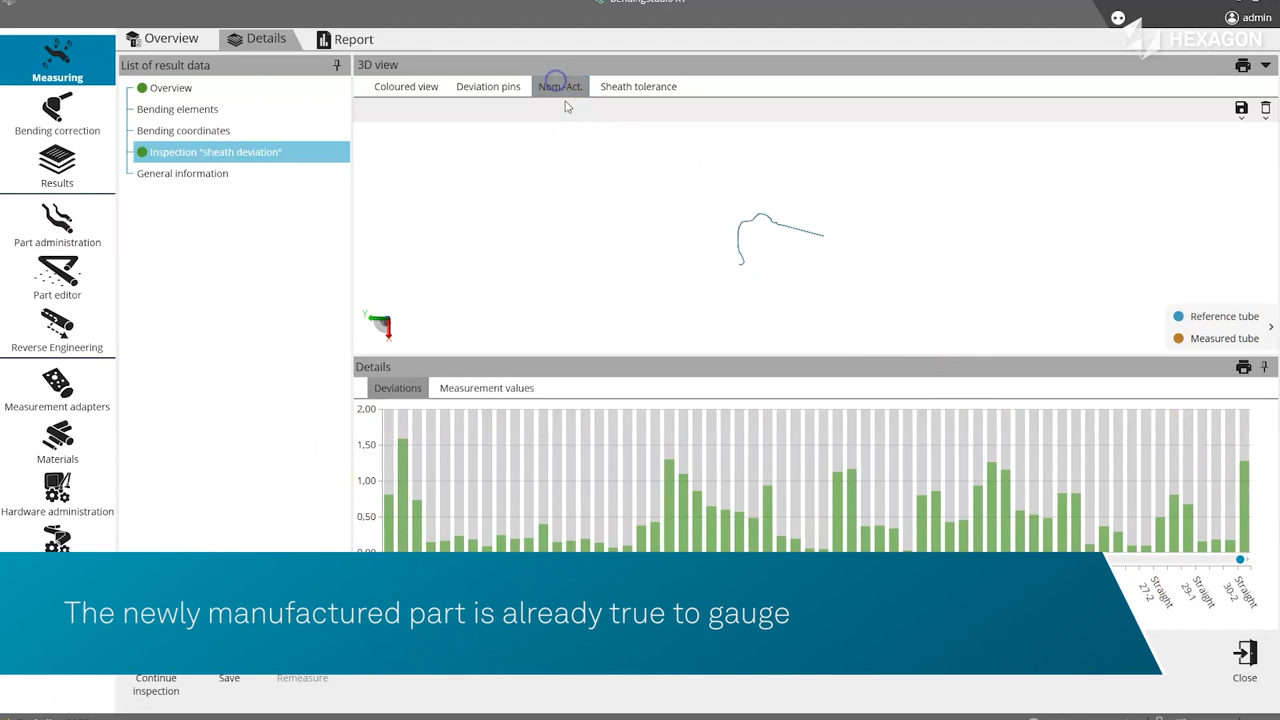 BendingStudio XT
admin
HEXAGON
Overview
Details
Report
Measuring
Bending correction
Results
Part administration
Part editor
Reverse Engineering
Measurement adapters
Materials
Hardware administration
List of result data
Overview
Bending elements
Bending coordinates
Inspection "sheath deviation"
General information
3D view
Coloured view
Deviation pins
Nom.-Act.
Sheath tolerance
Y
X
Reference tube
Measured tube
Details
Deviations
Measurement values
2,00
1,50
1,00
0,50
0,00
27-2
Straight
29-1
Straight
30-2
Straight
The newly manufactured part is already true to gauge
Continue
inspection
Save
Remeasure
Close